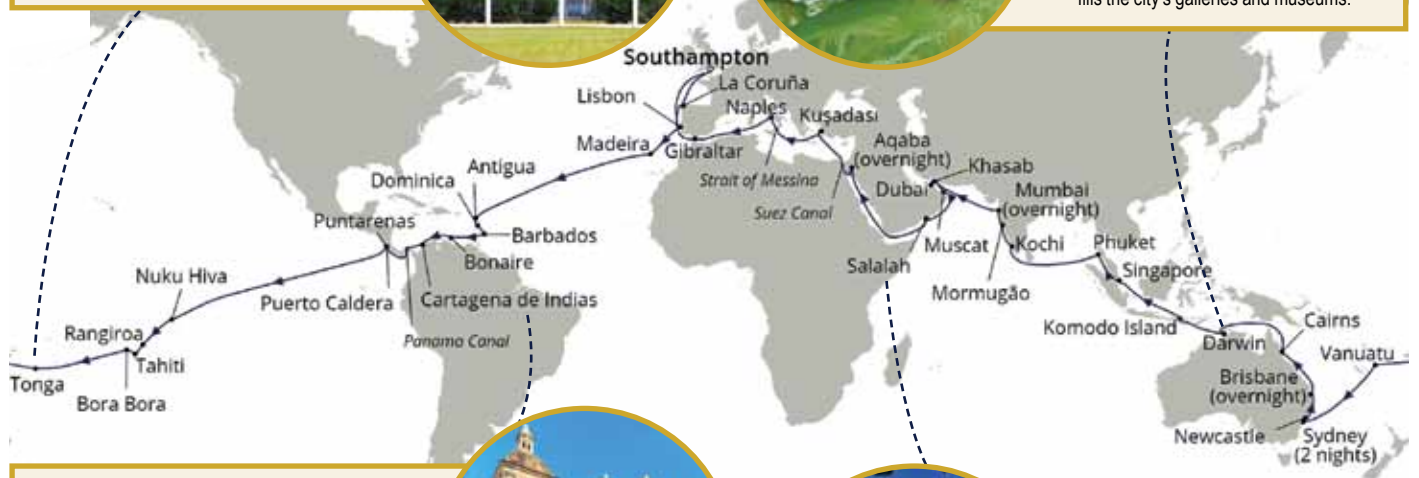 fills the city's galleries and museums.
Southampton
La Coruña
Lisbon
Naples
Kuşadası
Madeira
Gibraltar
Aqaba
(overnight)
Khasab
Antigua
Strait of Messina
Dubai
Mumbai
(overnight)
Dominica
Suez Canal
Puntarenas
Barbados
Muscat
Kochi
Phuket
Bonaire
Salalah
Singapore
Nuku Hiva
Mormugão
Puerto Caldera
Cartagena de Indias
Komodo Island
Cairns
Rangiroa
Panama Canal
Darwin
Vanuatu
Tahiti
Tonga
Brisbane
(overnight)
Bora Bora
Newcastle
Sydney
(2 nights)